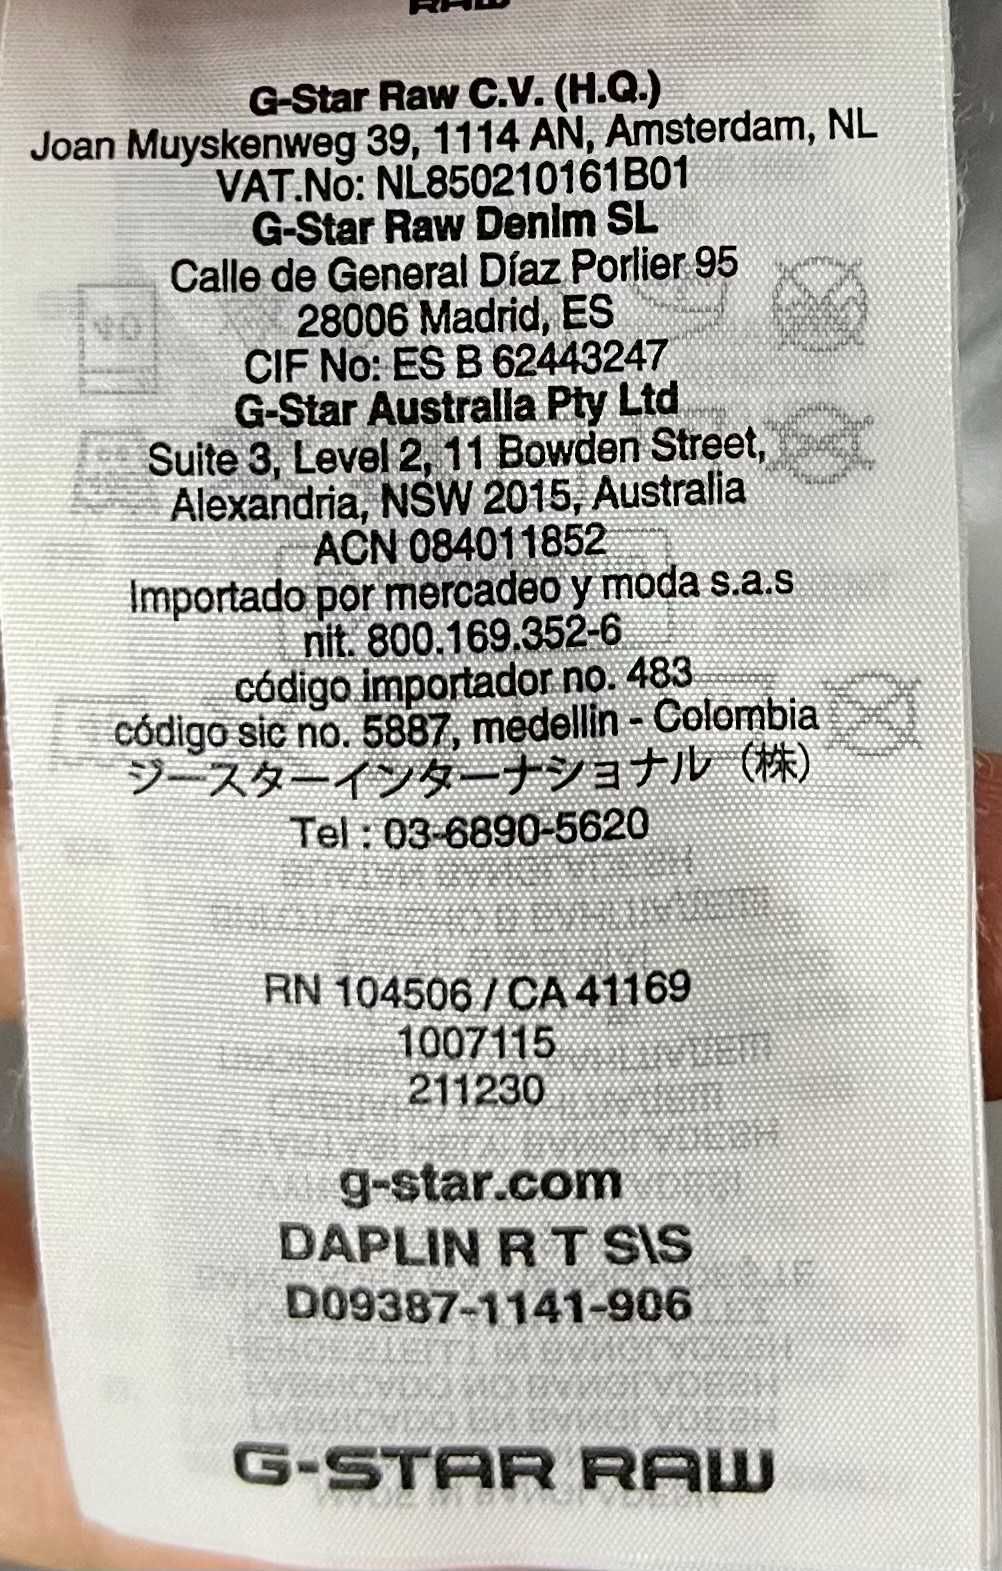 RAW
G-Star Raw C.V. (H.Q.)
Joan Muyskenweg 39, 1114 AN, Amsterdam, NL
VAT.No: NL850210161B01
G-Star Raw Denim SL
Calle de General Díaz Porlier 95
28006 Madrid, ES
CIF No: ES B 62443247
G-Star Australia Pty Ltd
Suite 3, Level 2, 11 Bowden Street,
Alexandria, NSW 2015, Australia
ACN 084011852
Importado por mercadeo y moda s.a.s
nit. 800.169.352-6
código importador no. 483
código sic no. 5887, medellin - Colombia
ジースターインターナショナル（株）
Tel : 03-6890-5620
RN 104506 / CA 41169
1007115
211230
g-star.com
DAPLIN R T S\S
D09387-1141-906
G-STAR RAW